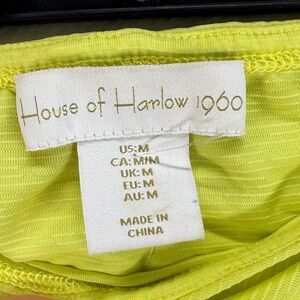 House of Harlow 1960
US:M
CA:M/M
UK:M
EU:M
AU:M
MADE IN
CHINA